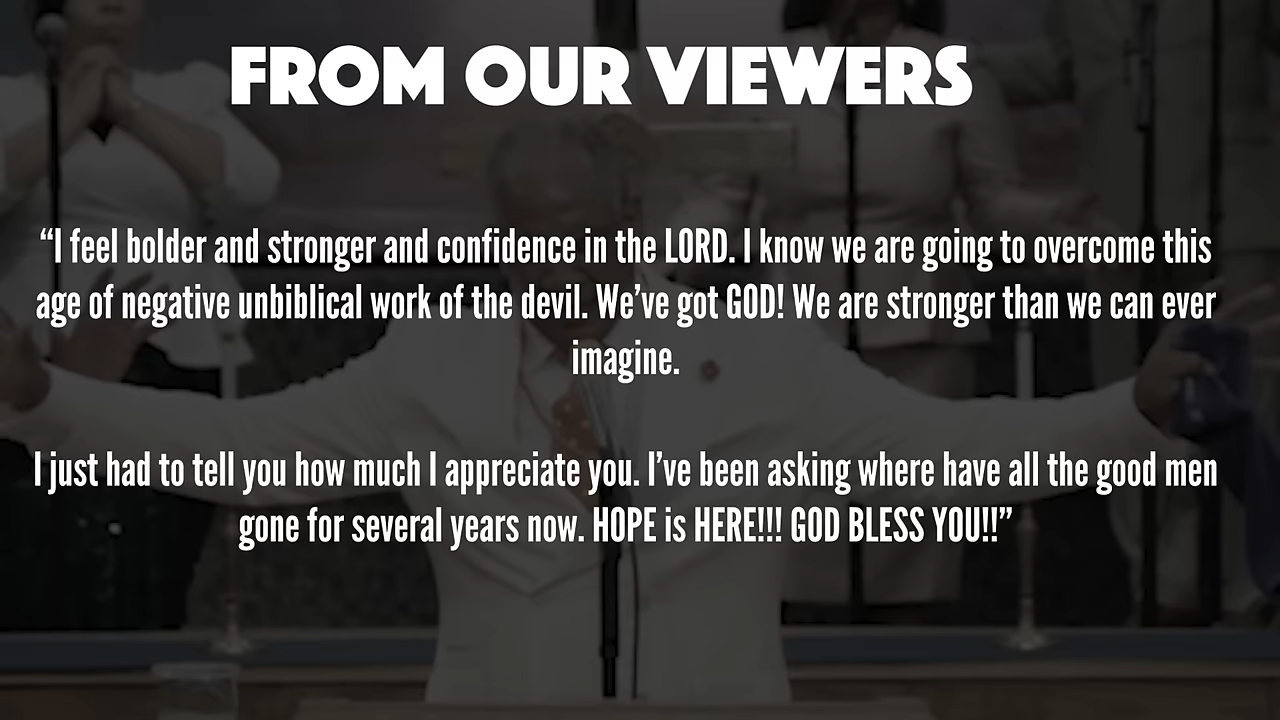 FROM OUR VIEWERS
“I feel bolder and stronger and confidence in the LORD. I know we are going to overcome this
age of negative unbiblical work of the devil. We’ve got GOD! We are stronger than we can ever
imagine.
I just had to tell you how much I appreciate you. I’ve been asking where have all the good men
gone for several years now. HOPE is HERE!!! GOD BLESS YOU!!”